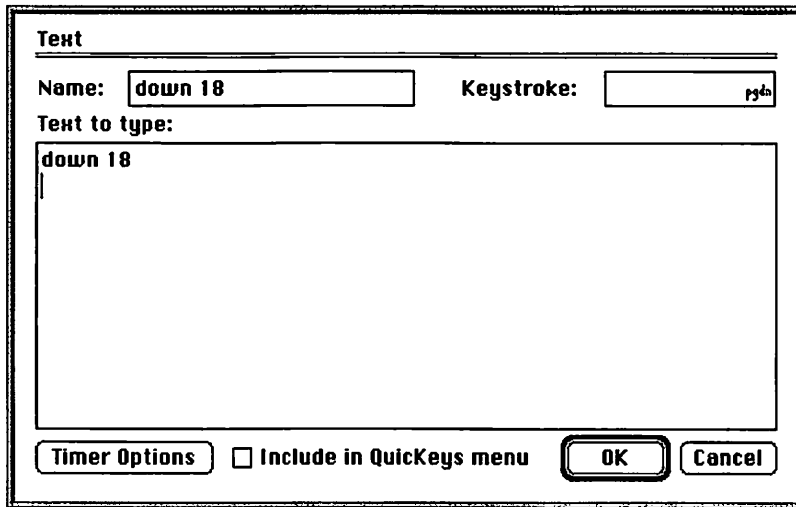 Text
Name: down 18 Keystroke: pgdn
Text to type:
down 18
Timer Options Include in QuicKeys menu OK Cancel